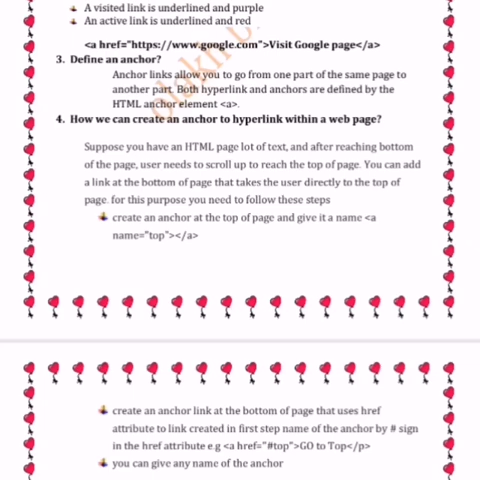 A visited link is underlined and purple
An active link is underlined and red
<a href="https://www.google.com">Visit Google page</a>
3. Define an anchor?
Anchor links allow you to go from one part of the same page to
another part. Both hyperlink and anchors are defined by the
HTML anchor element <a>.
4. How we can create an anchor to hyperlink within a web page?
Suppose you have an HTML page lot of text, and after reaching bottom
of the page, user needs to scroll up to reach the top of page. You can add
a link at the bottom of page that takes the user directly to the top of
page. for this purpose you need to follow these steps
create an anchor at the top of page and give it a name <a
name="top"></a>
create an anchor link at the bottom of page that uses href
attribute to link created in first step name of the anchor by # sign
in the href attribute e.g <a href="#top">GO to Top</p>
you can give any name of the anchor